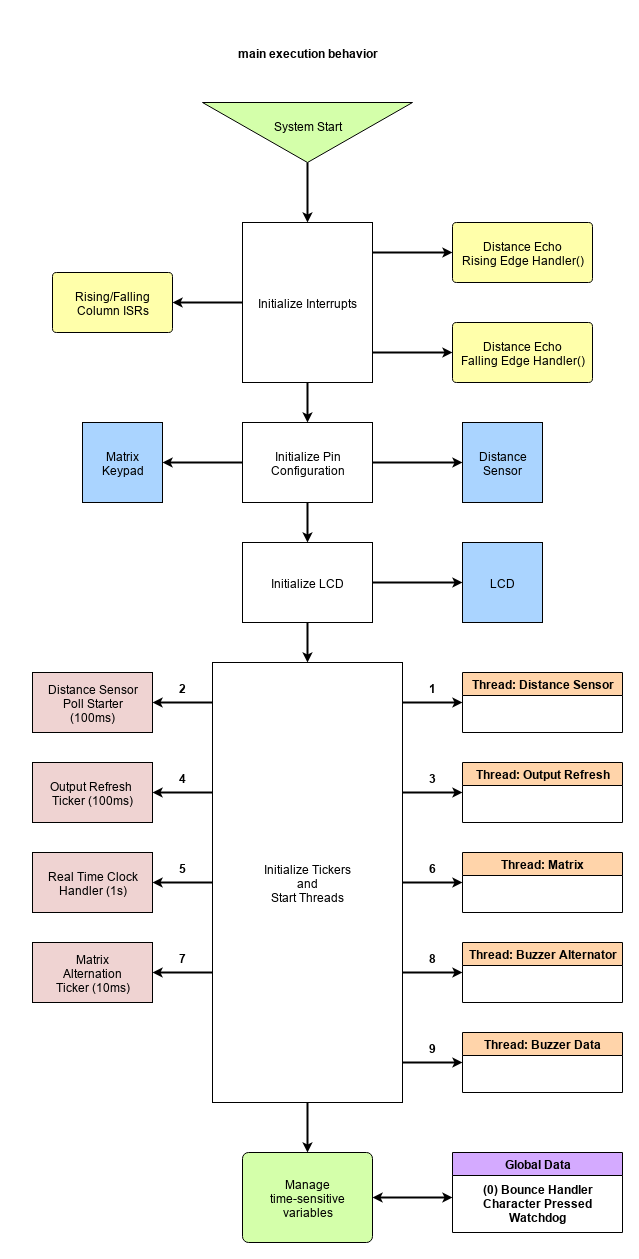 main execution behavior
System Start
Distance Echo
Rising Edge Handler()
Rising/Falling
Column ISRs
Initialize Interrupts
Distance Echo
Falling Edge Handler()
Matrix
Keypad
Initialize Pin
Configuration
Distance
Sensor
Initialize LCD
LCD
Distance Sensor
Poll Starter
(100ms)
2
1
Thread: Distance Sensor
Output Refresh
Ticker (100ms)
4
3
Thread: Output Refresh
Real Time Clock
Handler (1s)
5
Initialize Tickers
and
Start Threads
6
Thread: Matrix
Matrix
Alternation
Ticker (10ms)
7
8
Thread: Buzzer Alternator
9
Thread: Buzzer Data
Manage
time-sensitive
variables
Global Data
(0) Bounce Handler
Character Pressed
Watchdog